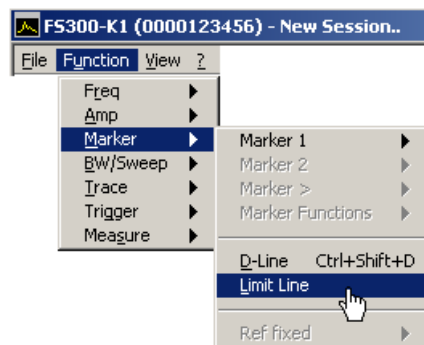 FS300-K1 (0000123456) - New Session..
File Function View ?
Freq
Amp
Marker
BW/Sweep
Trace
Trigger
Measure
Marker 1
Marker 2
Marker >
Marker Functions
D-Line Ctrl+Shift+D
Limit Line
Ref fixed